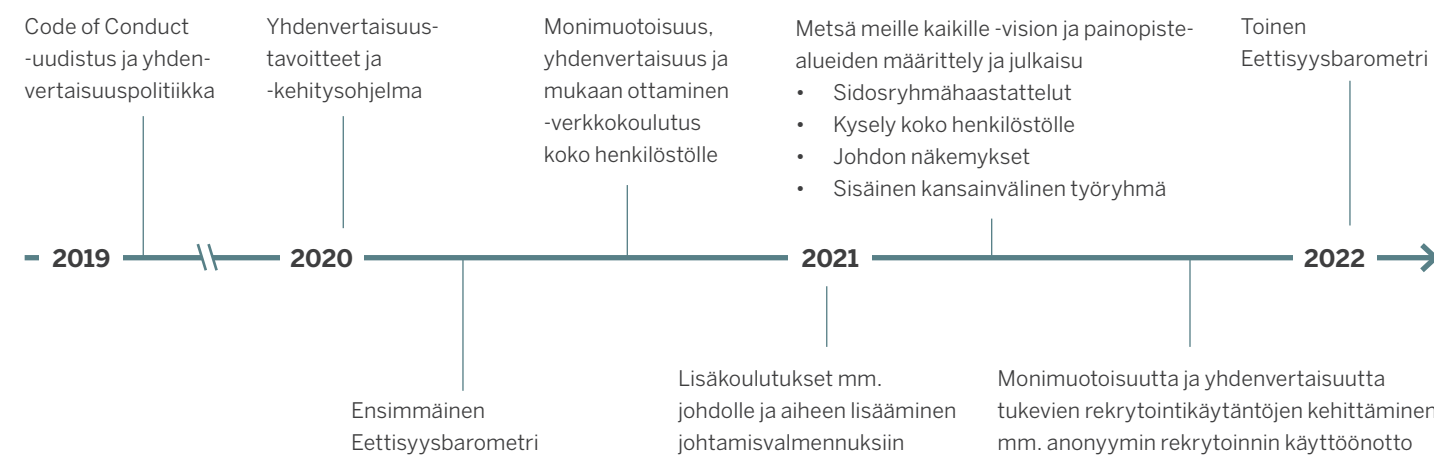 Code of Conduct
-uudistus ja yhden-
vertaisuuspolitiikka
Yhdenvertaisuus-
tavoitteet ja
-kehitysohjelma
Monimuotoisuus,
yhdenvertaisuus ja
mukaan ottaminen
-verkkokoulutus
koko henkilöstölle
Metsä meille kaikille -vision ja painopiste-
alueiden määrittely ja julkaisu
• Sidosryhmähaastattelut
• Kysely koko henkilöstölle
• Johdon näkemykset
• Sisäinen kansainvälinen työryhmä
Toinen
Eettisyysbarometri
2019
2020
2021
2022
Ensimmäinen
Eettisyysbarometri
Lisäkoulutukset mm.
johdolle ja aiheen lisääminen
johtamisvalmennuksiin
Monimuotoisuutta ja yhdenvertaisuutta
tukevien rekrytointikäytäntöjen kehittäminen
mm. anonyymin rekrytoinnin käyttöönotto